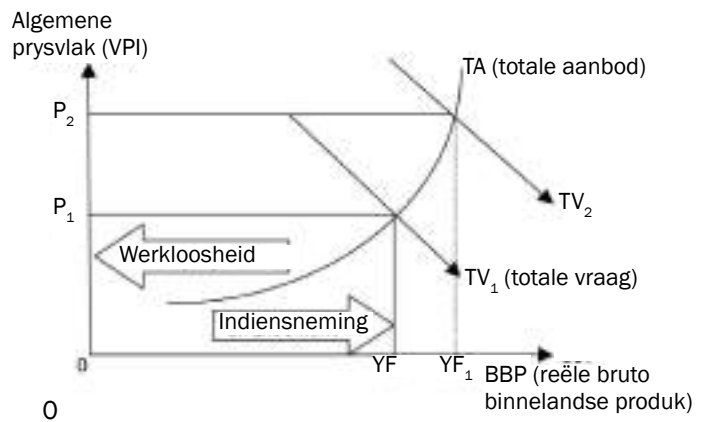 Algemene
prysvlak (VPI)
TA (totale aanbod)
P2
TV2
P1
Werkloosheid
TV1 (totale vraag)
Indiensneming
0
YF
YF1
BBP (reële bruto
binnelandse produk)
0